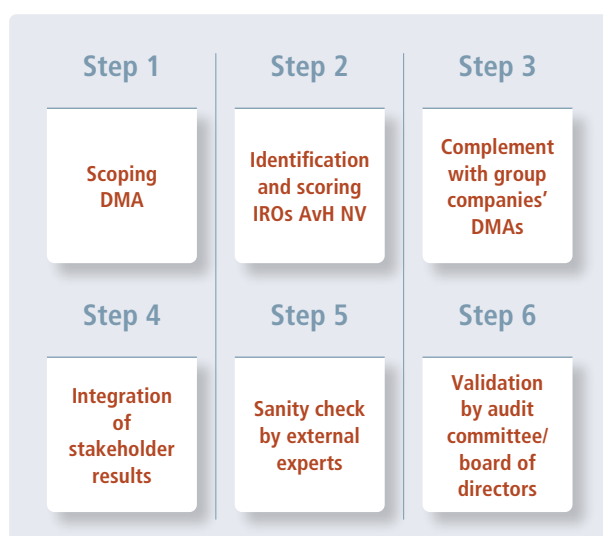 Step 1
Scoping
DMA
Step 2
Identification
and scoring
IROs AvH NV
Step 3
Complement
with group
companies’
DMAs
Step 4
Integration
of
stakeholder
results
Step 5
Sanity check
by external
experts
Step 6
Validation
by audit
committee/
board of
directors